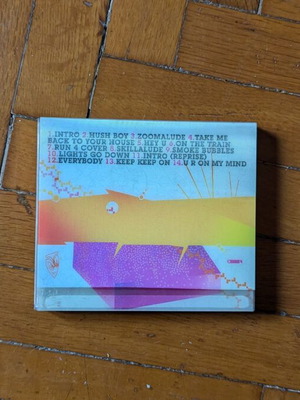 1.INTRO 2.HUSH BOY 3.ZOOMALUDE 4.TAKE ME
BACK TO YOUR HOUSE 5.HEY U 6.ON THE TRAIN
7.RUN 4 COVER 8.SKILLALUDE 9.SMOKE BUBBLES
10.LIGHTS GO DOWN 11 INTRO (REPRISE)
12.EVERYBODY 13.KEEP KEEP ON 14.U R ON MY MIND